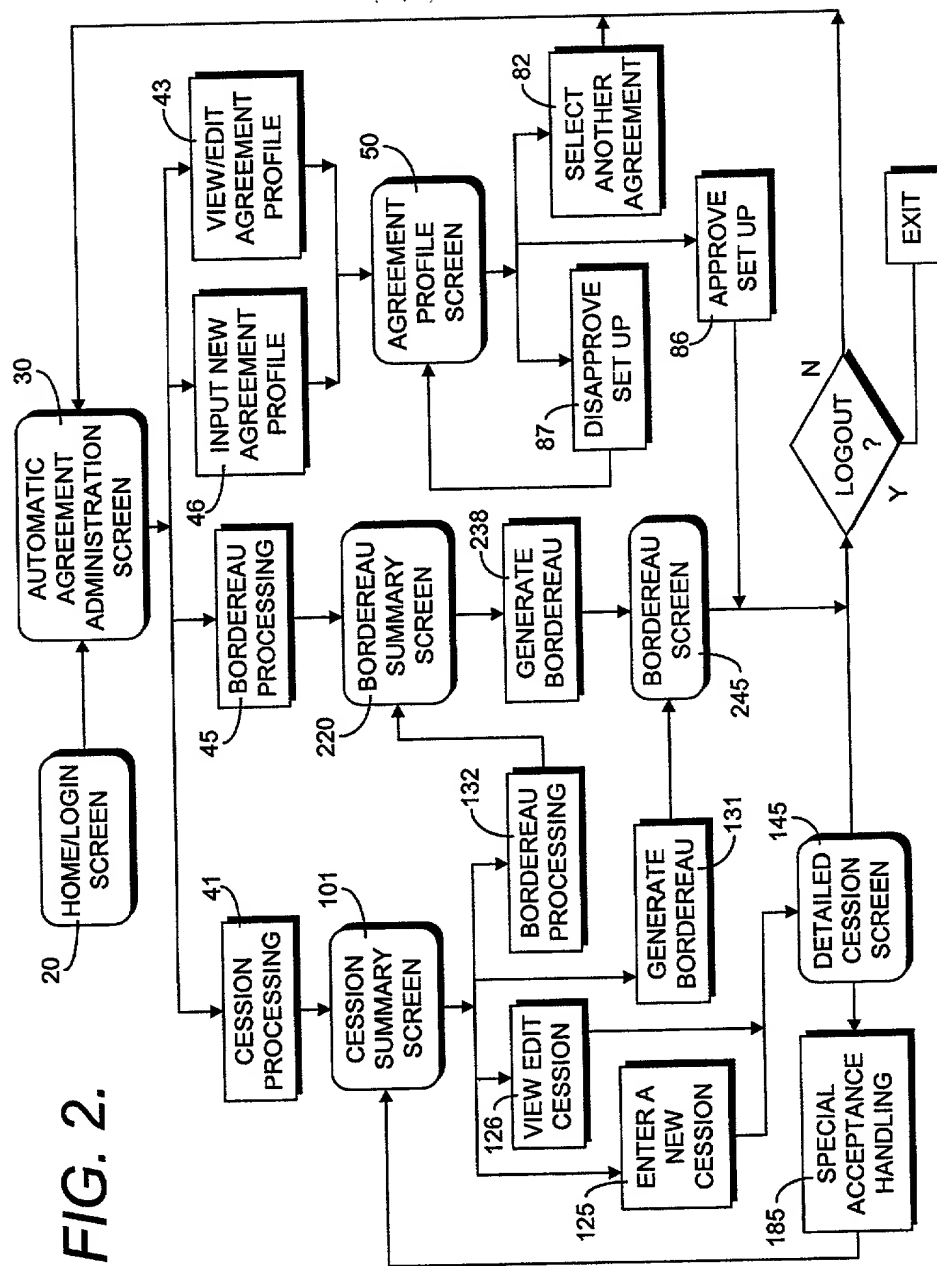 FIG. 2.
20
HOME/LOGIN
SCREEN
30
AUTOMATIC
AGREEMENT
ADMINISTRATION
SCREEN
41
CESSION
PROCESSING
45
BORDEREAU
PROCESSING
46
INPUT NEW
AGREEMENT
PROFILE
43
VIEW/EDIT
AGREEMENT
PROFILE
101
CESSION
SUMMARY
SCREEN
220
BORDEREAU
SUMMARY
SCREEN
50
AGREEMENT
PROFILE
SCREEN
125
ENTER A
NEW
CESSION
126
VIEW EDIT
CESSION
131
GENERATE
BORDEREAU
132
BORDEREAU
PROCESSING
238
GENERATE
BORDEREAU
87
DISAPPROVE
SET UP
86
APPROVE
SET UP
82
SELECT
ANOTHER
AGREEMENT
245
BORDEREAU
SCREEN
185
SPECIAL
ACCEPTANCE
HANDLING
145
DETAILED
CESSION
SCREEN
LOGOUT
?
N
Y
EXIT